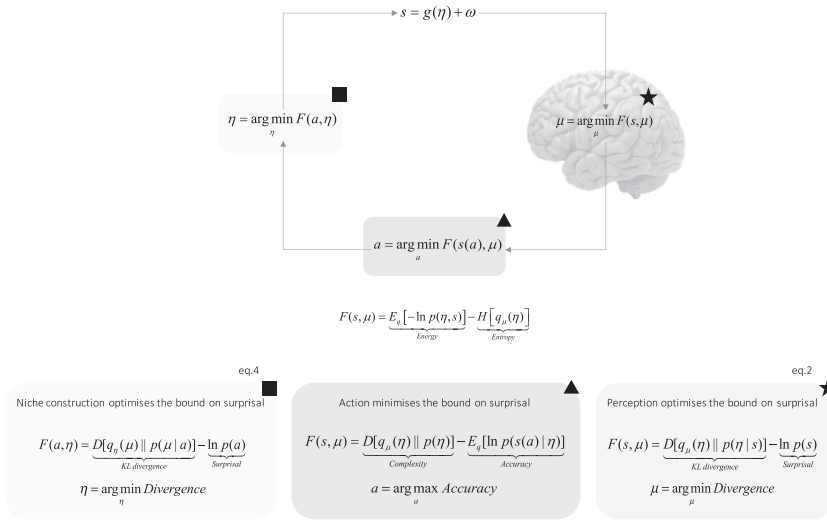 s = g(η) + ω
η = arg min F(a, η)
η
μ = arg min F(s, μ)
μ
a = arg min F(s(a), μ)
a
F(s, μ) = E_q [−ln p(η, s)] − H[q_μ(η)]
Energy Entropy
eq.4
eq.2
Niche construction optimises the bound on surprisal
F(a, η) = D[q_η(μ) || p(μ | a)] − ln p(a)
KL divergence Surprisal
η = arg min Divergence
η
Action minimises the bound on surprisal
F(s, μ) = D[q_μ(η) || p(η)] − E_q[ln p(s(a) | η)]
Complexity Accuracy
a = arg max Accuracy
a
Perception optimises the bound on surprisal
F(s, μ) = D[q_μ(η) || p(η | s)] − ln p(s)
KL divergence Surprisal
μ = arg min Divergence
μ